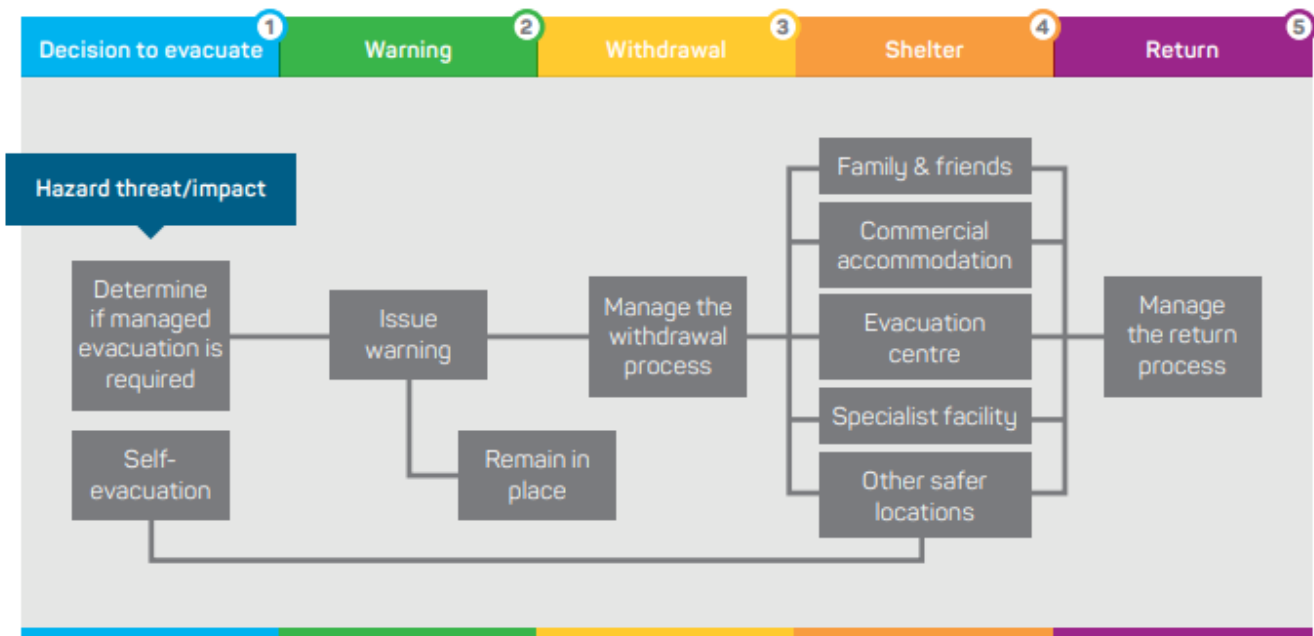 1
2
3
4
5
Decision to evacuate
Warning
Withdrawal
Shelter
Return
Hazard threat/impact
Determine
if managed
evacuation is
required
Self-
evacuation
Issue
warning
Remain in
place
Manage the
withdrawal
process
Family & friends
Commercial
accommodation
Evacuation
centre
Specialist facility
Other safer
locations
Manage
the return
process